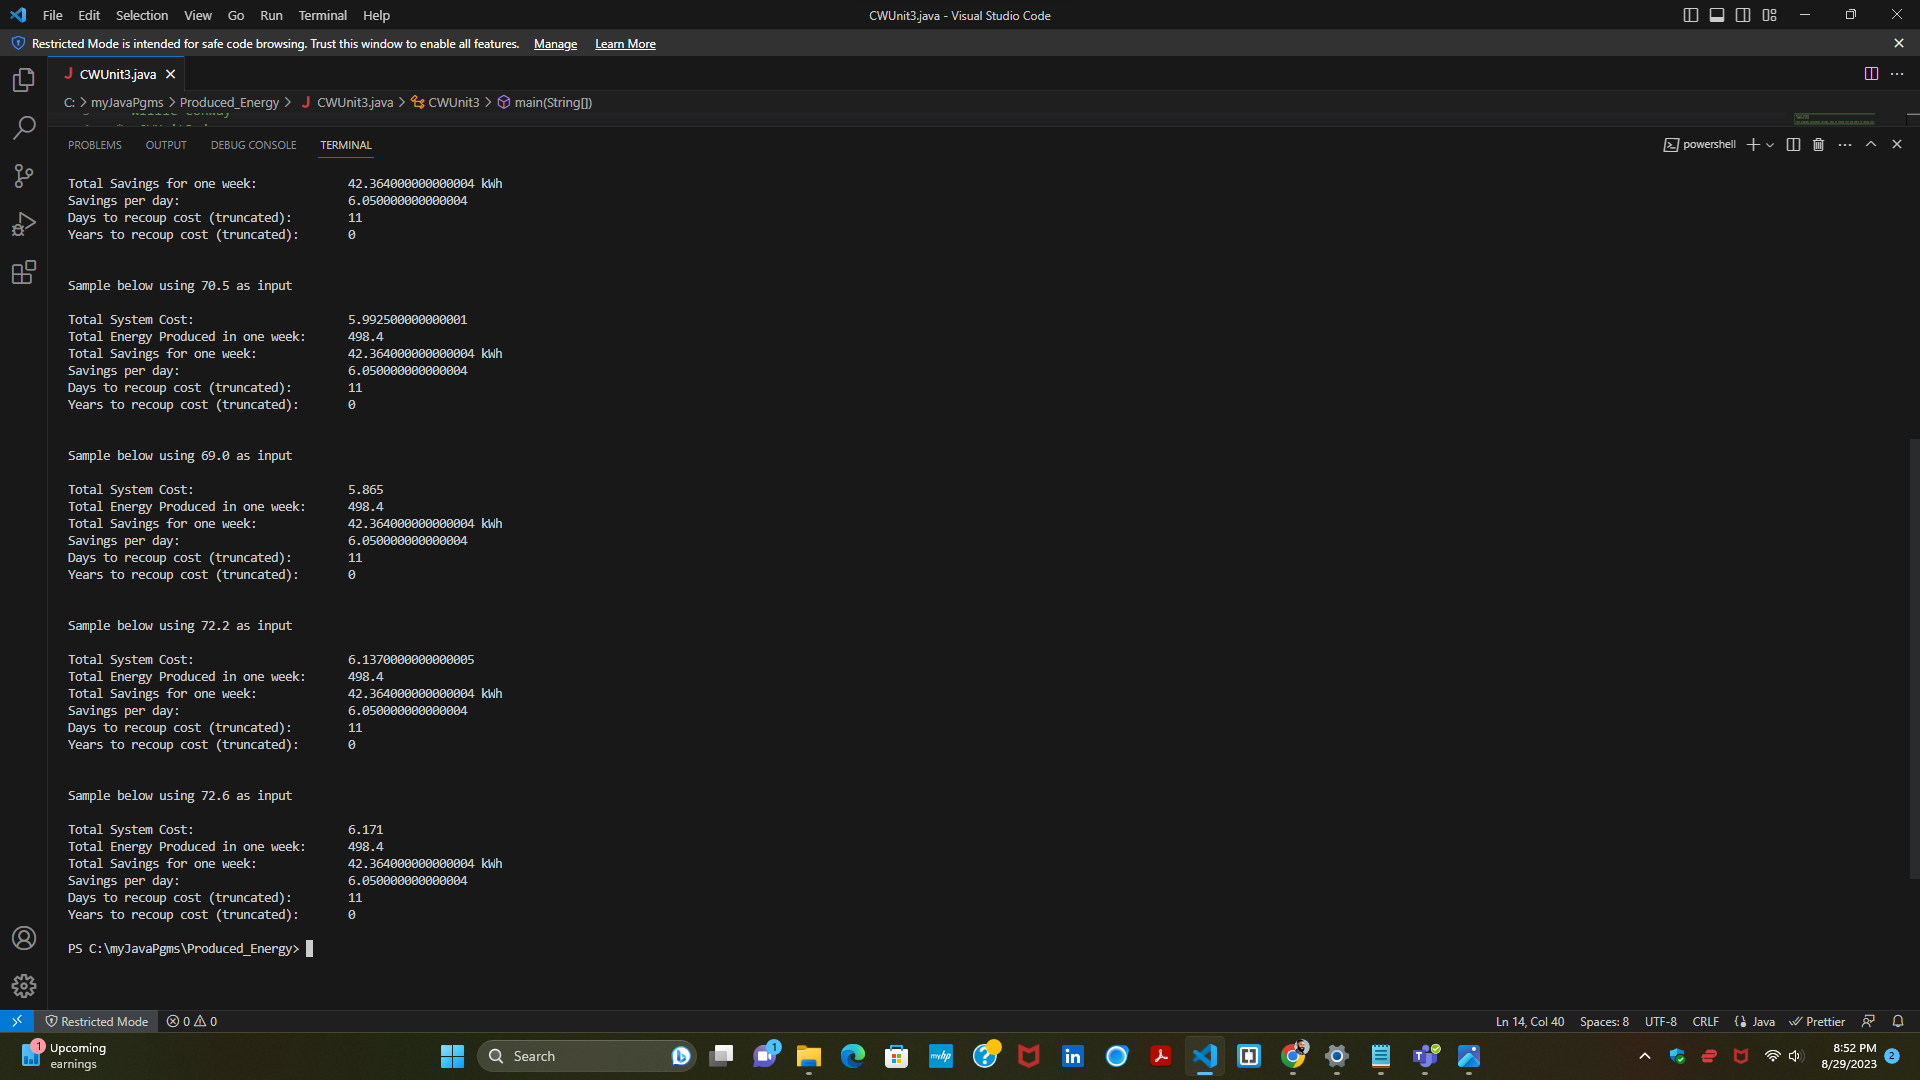 File Edit Selection View Go Run Terminal Help
CWUnit3.java - Visual Studio Code
Restricted Mode is intended for safe code browsing. Trust this window to enable all features. Manage Learn More
CWUnit3.java
C: > myJavaPgms > Produced_Energy > J CWUnit3.java > CWUnit3 > main(String[])
PROBLEMS OUTPUT DEBUG CONSOLE TERMINAL
powershell
Total Savings for one week: 42.364000000000004 kWh
Savings per day: 6.050000000000004
Days to recoup cost (truncated): 11
Years to recoup cost (truncated): 0
Sample below using 70.5 as input
Total System Cost: 5.992500000000001
Total Energy Produced in one week: 498.4
Total Savings for one week: 42.364000000000004 kWh
Savings per day: 6.050000000000004
Days to recoup cost (truncated): 11
Years to recoup cost (truncated): 0
Sample below using 69.0 as input
Total System Cost: 5.865
Total Energy Produced in one week: 498.4
Total Savings for one week: 42.364000000000004 kWh
Savings per day: 6.050000000000004
Days to recoup cost (truncated): 11
Years to recoup cost (truncated): 0
Sample below using 72.2 as input
Total System Cost: 6.1370000000000005
Total Energy Produced in one week: 498.4
Total Savings for one week: 42.364000000000004 kWh
Savings per day: 6.050000000000004
Days to recoup cost (truncated): 11
Years to recoup cost (truncated): 0
Sample below using 72.6 as input
Total System Cost: 6.171
Total Energy Produced in one week: 498.4
Total Savings for one week: 42.364000000000004 kWh
Savings per day: 6.050000000000004
Days to recoup cost (truncated): 11
Years to recoup cost (truncated): 0
PS C:\myJavaPgms\Produced_Energy>
Restricted Mode 0 0
Ln 14, Col 40 Spaces: 8 UTF-8 CRLF Java Prettier
1 Upcoming
earnings
Search
1
8:52 PM
8/29/2023
2